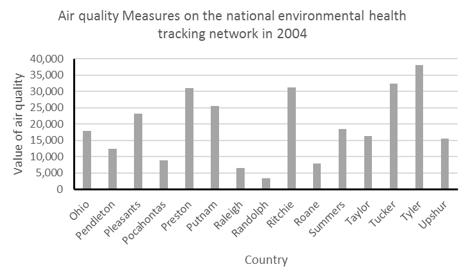 Air quality Measures on the national environmental health
tracking network in 2004
Value of air quality
40,000
35,000
30,000
25,000
20,000
15,000
10,000
5,000
0
Ohio
Pendleton
Pleasants
Pocahontas
Preston
Putnam
Raleigh
Randolph
Ritchie
Roane
Summers
Taylor
Tucker
Tyler
Upshur
Country